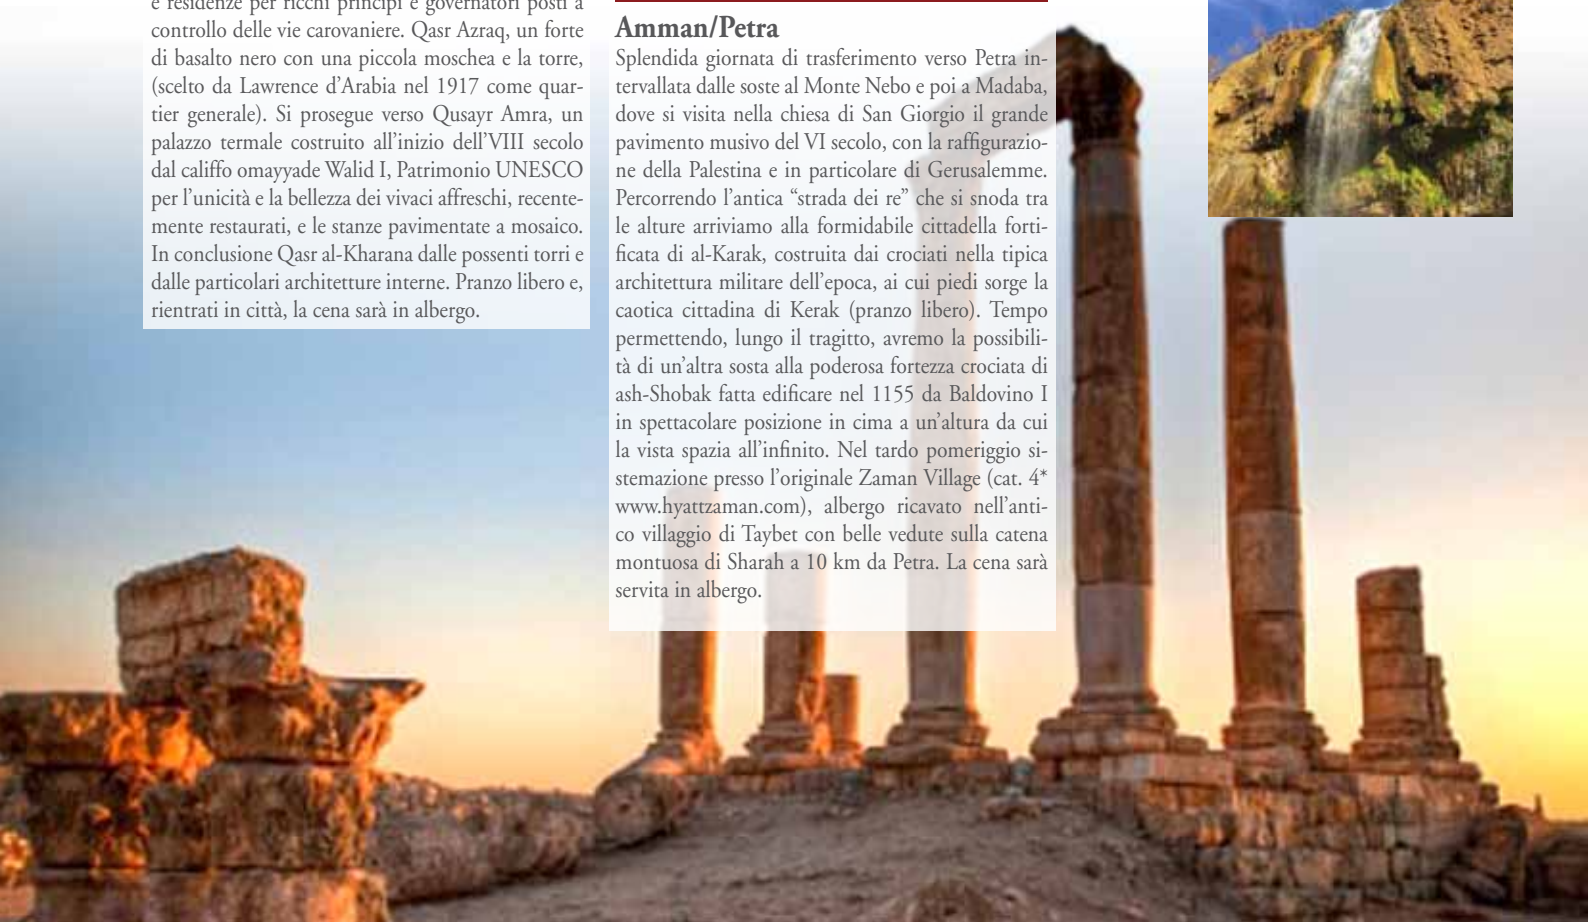 e residenze per ricchi principi e governatori posti a
controllo delle vie carovaniere. Qasr Azraq, un forte
di basalto nero con una piccola moschea e la torre,
(scelto da Lawrence d'Arabia nel 1917 come quar-
tier generale). Si prosegue verso Qusayr Amra, un
palazzo termale costruito all'inizio dell'VIII secolo
dal califfo omayyade Walid I, Patrimonio UNESCO
per l'unicità e la bellezza dei vivaci affreschi, recente-
mente restaurati, e le stanze pavimentate a mosaico.
In conclusione Qasr al-Kharana dalle possenti torri e
dalle particolari architetture interne. Pranzo libero e,
rientrati in città, la cena sarà in albergo.
Amman/Petra
Splendida giornata di trasferimento verso Petra in-
tervallata dalle soste al Monte Nebo e poi a Madaba,
dove si visita nella chiesa di San Giorgio il grande
pavimento musivo del VI secolo, con la raffigurazio-
ne della Palestina e in particolare di Gerusalemme.
Percorrendo l'antica “strada dei re” che si snoda tra
le alture arriviamo alla formidabile cittadella forti-
ficata di al-Karak, costruita dai crociati nella tipica
architettura militare dell'epoca, ai cui piedi sorge la
caotica cittadina di Kerak (pranzo libero). Tempo
permettendo, lungo il tragitto, avremo la possibili-
tà di un'altra sosta alla poderosa fortezza crociata di
ash-Shobak fatta edificare nel 1155 da Baldovino I
in spettacolare posizione in cima a un'altura da cui
la vista spazia all'infinito. Nel tardo pomeriggio si-
stemazione presso l'originale Zaman Village (cat. 4*
www.hyattzaman.com), albergo ricavato nell'anti-
co villaggio di Taybet con belle vedute sulla catena
montuosa di Sharah a 10 km da Petra. La cena sarà
servita in albergo.